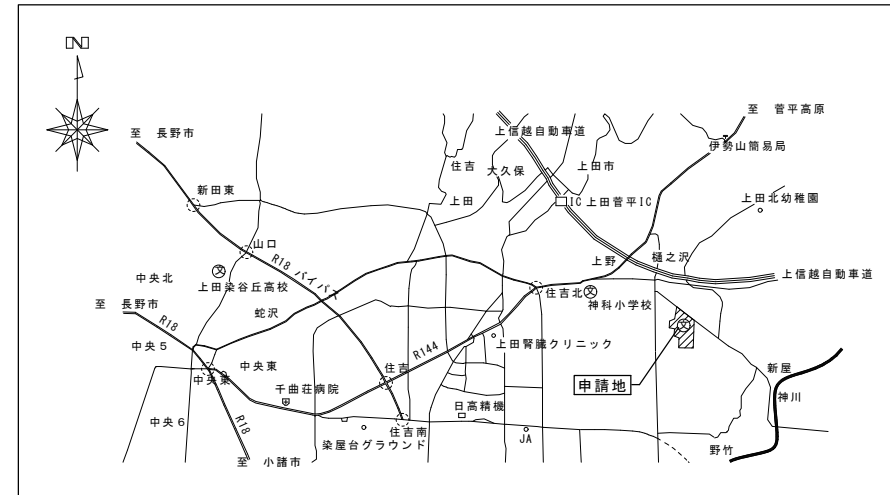 N
至 長野市
新田東
山口
R18 バイパス
中央北
文
上田染谷丘高校
至 長野市
R18
蛇沢
中央5
中央東
中央東
中央6
R18
至 小諸市
千曲荘病院
染屋台グラウンド
住吉
住吉南
R144
日高精機
JA
上田腎臓クリニック
住吉北
文
神科小学校
上野
樋之沢
上信越自動車道
住吉
大久保
上田
上田市
IC 上田菅平IC
上信越自動車道
至 菅平高原
伊勢山簡易局
上田北幼稚園
文
申請地
新屋
神川
野竹